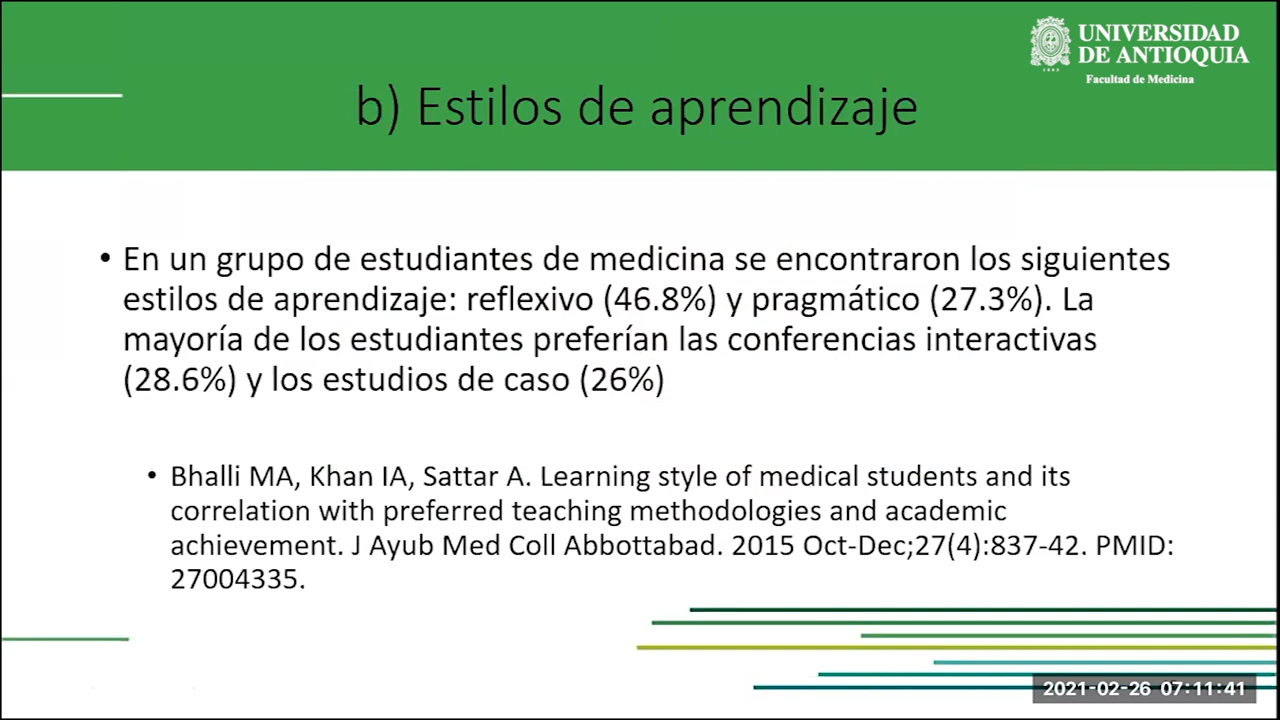 UNIVERSIDAD
DE ANTIOQUIA
Facultad de Medicina
b) Estilos de aprendizaje
• En un grupo de estudiantes de medicina se encontraron los siguientes
estilos de aprendizaje: reflexivo (46.8%) y pragmático (27.3%). La
mayoría de los estudiantes preferían las conferencias interactivas
(28.6%) y los estudios de caso (26%)
• Bhalli MA, Khan IA, Sattar A. Learning style of medical students and its
correlation with preferred teaching methodologies and academic
achievement. J Ayub Med Coll Abbottabad. 2015 Oct-Dec;27(4):837-42. PMID:
27004335.
2021-02-26 07:11:41